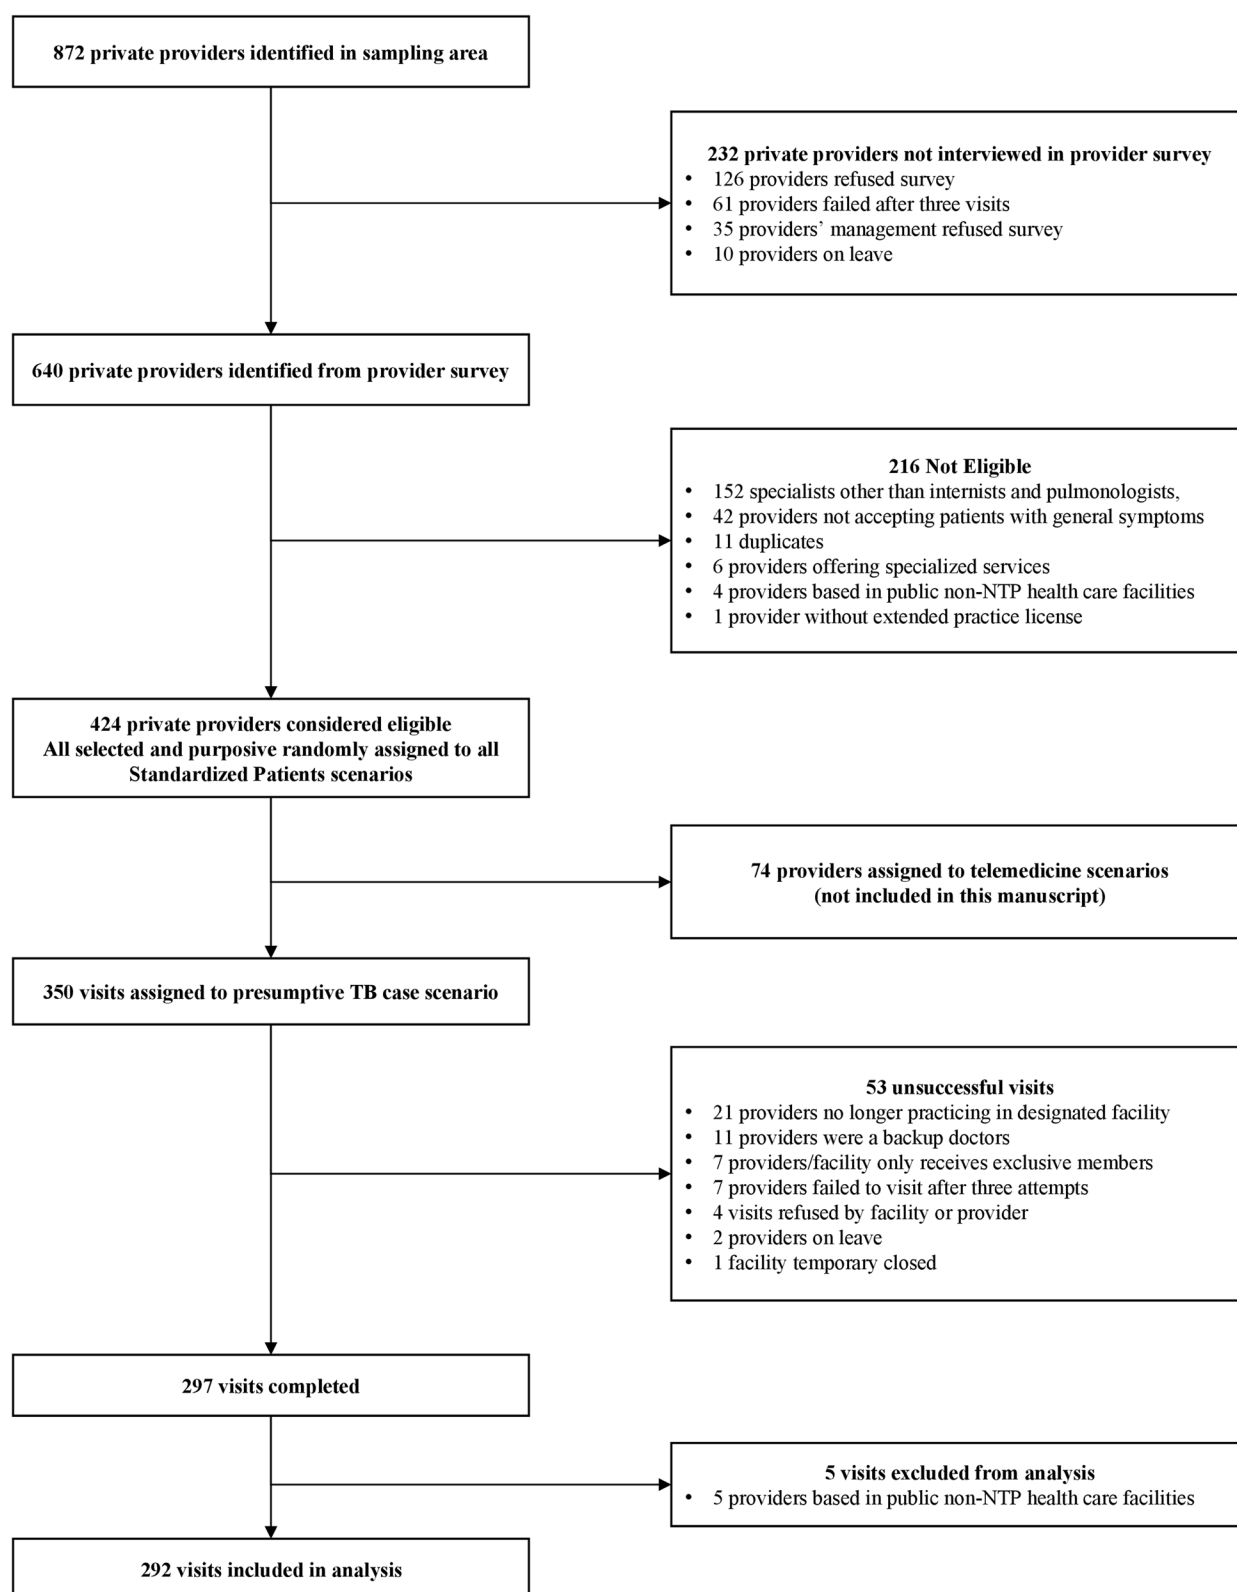 872 private providers identified in sampling area
232 private providers not interviewed in provider survey
• 126 providers refused survey
• 61 providers failed after three visits
• 35 providers’ management refused survey
• 10 providers on leave
640 private providers identified from provider survey
216 Not Eligible
• 152 specialists other than internists and pulmonologists,
• 42 providers not accepting patients with general symptoms
• 11 duplicates
• 6 providers offering specialized services
• 4 providers based in public non-NTP health care facilities
• 1 provider without extended practice license
424 private providers considered eligible
All selected and purposive randomly assigned to all
Standardized Patients scenarios
74 providers assigned to telemedicine scenarios
(not included in this manuscript)
350 visits assigned to presumptive TB case scenario
53 unsuccessful visits
• 21 providers no longer practicing in designated facility
• 11 providers were a backup doctors
• 7 providers/facility only receives exclusive members
• 7 providers failed to visit after three attempts
• 4 visits refused by facility or provider
• 2 providers on leave
• 1 facility temporary closed
297 visits completed
5 visits excluded from analysis
• 5 providers based in public non-NTP health care facilities
292 visits included in analysis